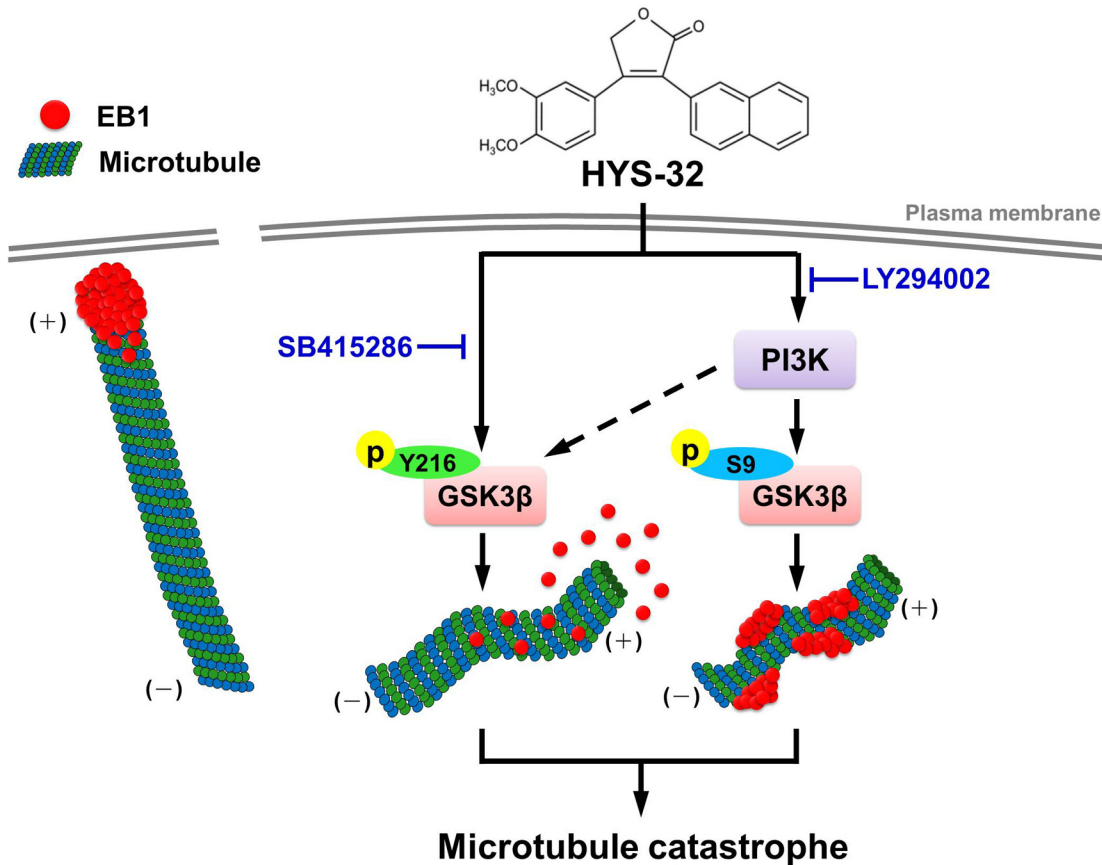 O
O
H₃CO
H₃CO
HYS-32
EB1
Microtubule
Plasma membrane
(+)
LY294002
SB415286
PI3K
p
Y216
GSK3β
p
S9
GSK3β
(+)
(+)
(−)
(−)
(−)
Microtubule catastrophe